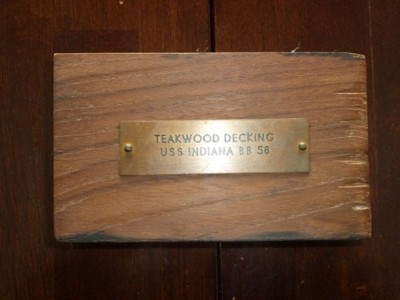 TEAKWOOD DECKING
USS INDIANA BB 58